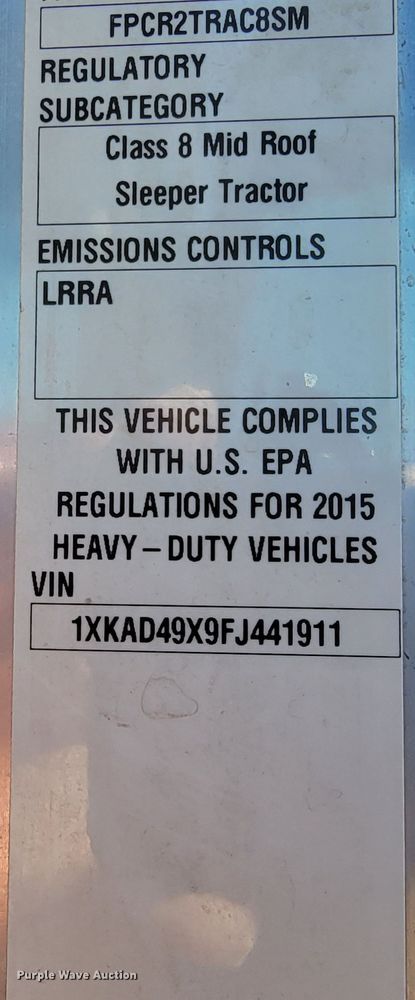 FPCR2TRAC8SM
REGULATORY
SUBCATEGORY
Class 8 Mid Roof
Sleeper Tractor
EMISSIONS CONTROLS
LRRA
THIS VEHICLE COMPLIES
WITH U.S. EPA
REGULATIONS FOR 2015
HEAVY–DUTY VEHICLES
VIN
1XKAD49X9FJ441911
Purple Wave Auction